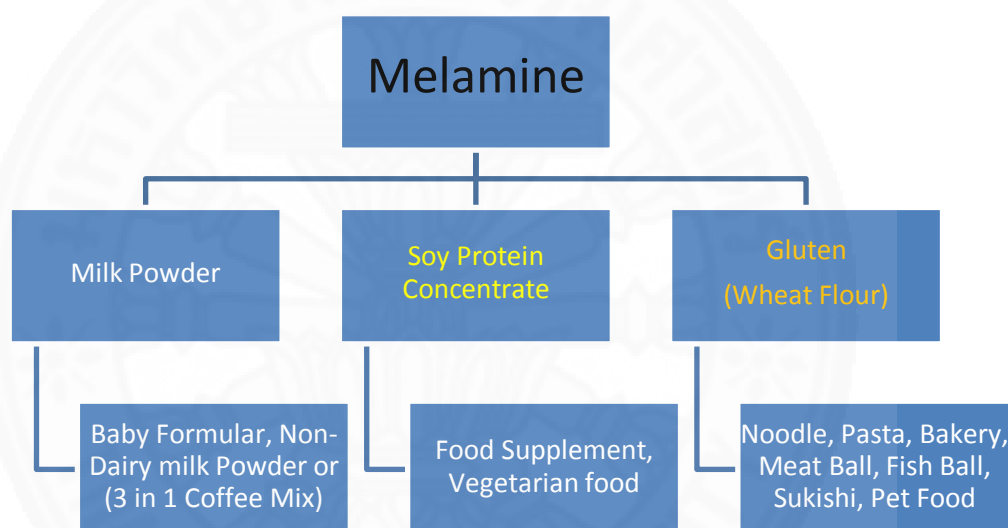 Melamine
Milk Powder
Soy Protein
Concentrate
Gluten
(Wheat Flour)
Baby Formular, Non-
Dairy milk Powder or
(3 in 1 Coffee Mix)
Food Supplement,
Vegetarian food
Noodle, Pasta, Bakery,
Meat Ball, Fish Ball,
Sukishi, Pet Food